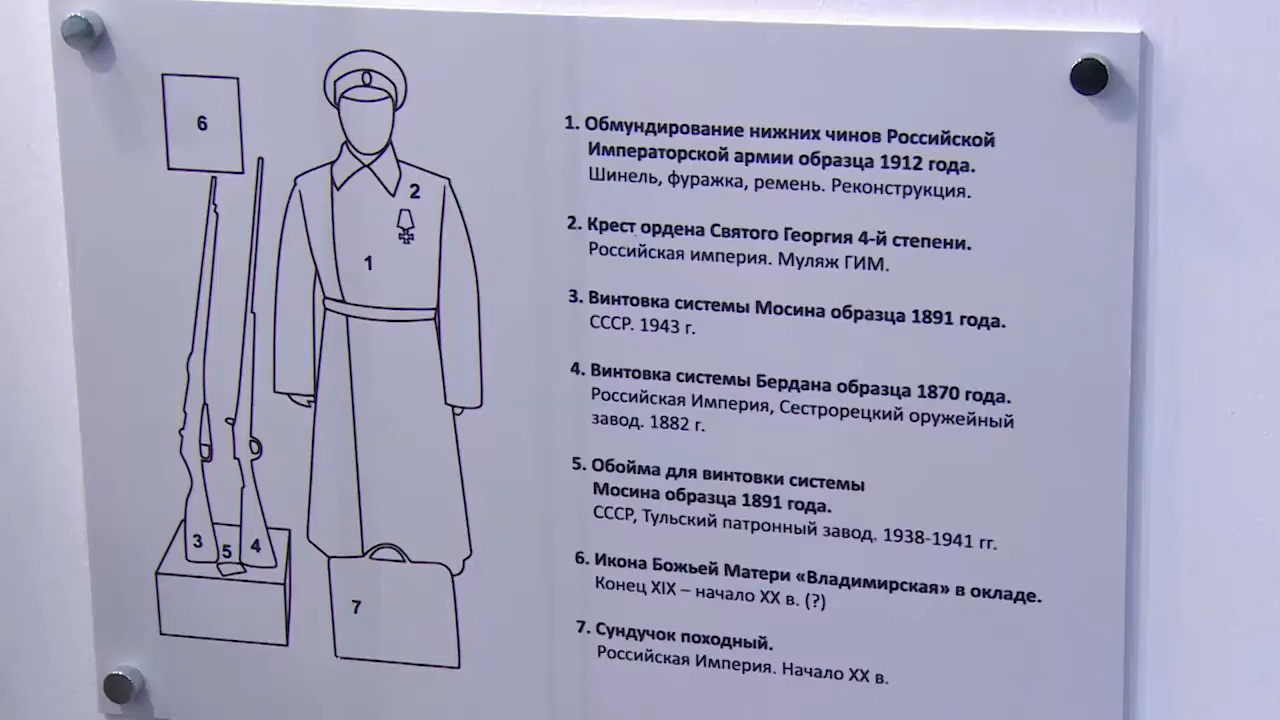 6
2
1
3
5
4
7
1. Обмундирование нижних чинов Российской
Императорской армии образца 1912 года.
Шинель, фуражка, ремень. Реконструкция.
2. Крест ордена Святого Георгия 4-й степени.
Российская империя. Муляж ГИМ.
3. Винтовка системы Мосина образца 1891 года.
СССР. 1943 г.
4. Винтовка системы Бердана образца 1870 года.
Российская Империя, Сестрорецкий оружейный
завод. 1882 г.
5. Обойма для винтовки системы
Мосина образца 1891 года.
СССР, Тульский патронный завод. 1938-1941 гг.
6. Икона Божьей Матери «Владимирская» в окладе.
Конец XIX – начало XX в. (?)
7. Сундучок походный.
Российская Империя. Начало XX в.